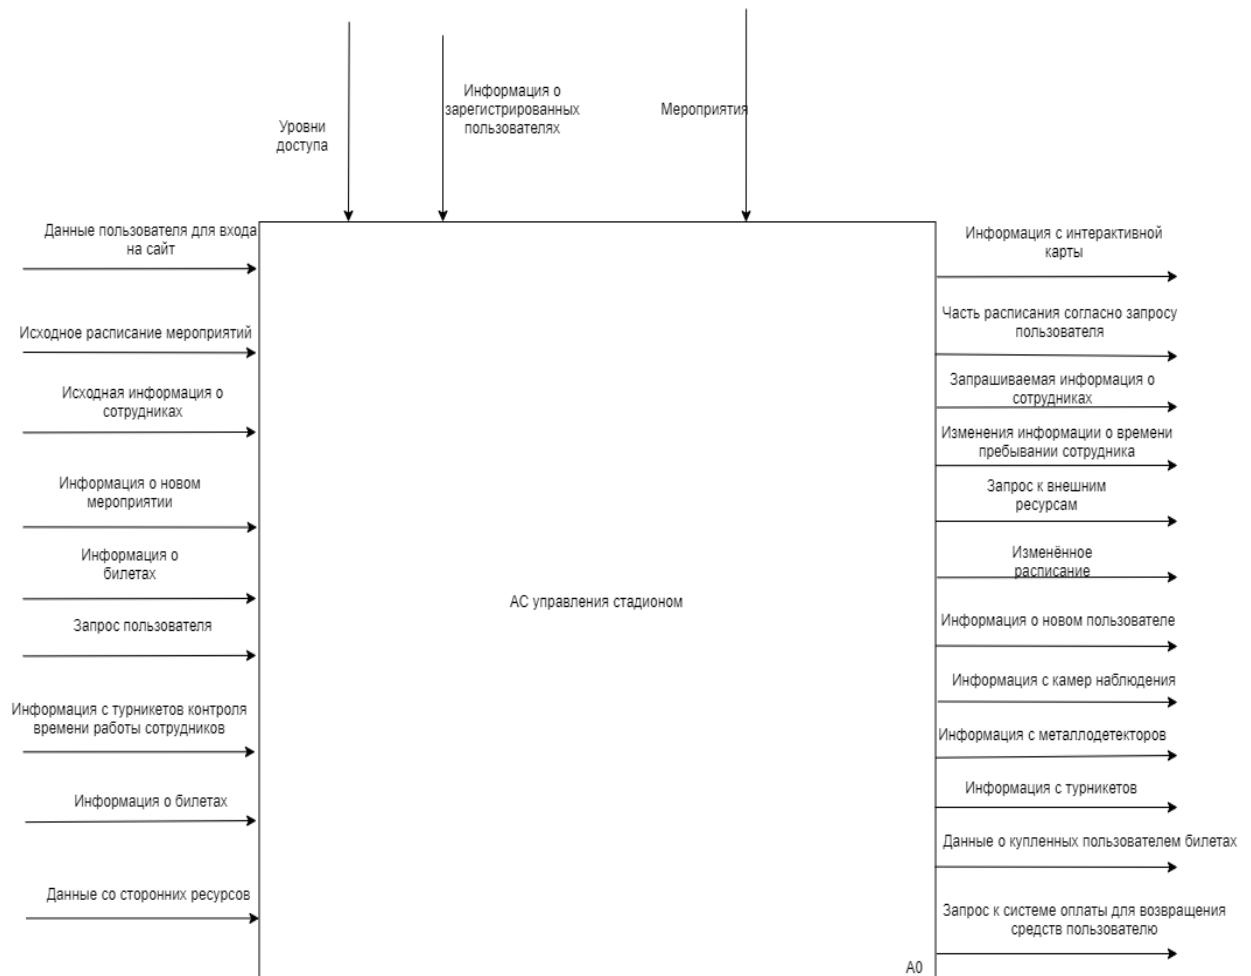 Информация о
зарегистрированных
пользователях
Мероприятия
Уровни
доступа
Данные пользователя для входа
на сайт
Исходное расписание мероприятий
Исходная информация о
сотрудниках
Информация о новом
мероприятии
Информация о
билетах
Запрос пользователя
Информация с турникетов контроля
времени работы сотрудников
Информация о билетах
Данные со сторонних ресурсов
АС управления стадионом
A0
Информация с интерактивной
карты
Часть расписания согласно запросу
пользователя
Запрашиваемая информация о
сотрудниках
Изменения информации о времени
пребывании сотрудника
Запрос к внешним
ресурсам
Изменённое
расписание
Информация о новом пользователе
Информация с камер наблюдения
Информация с металлодетекторов
Информация с турникетов
Данные о купленных пользователем билетах
Запрос к системе оплаты для возвращения
средств пользователю